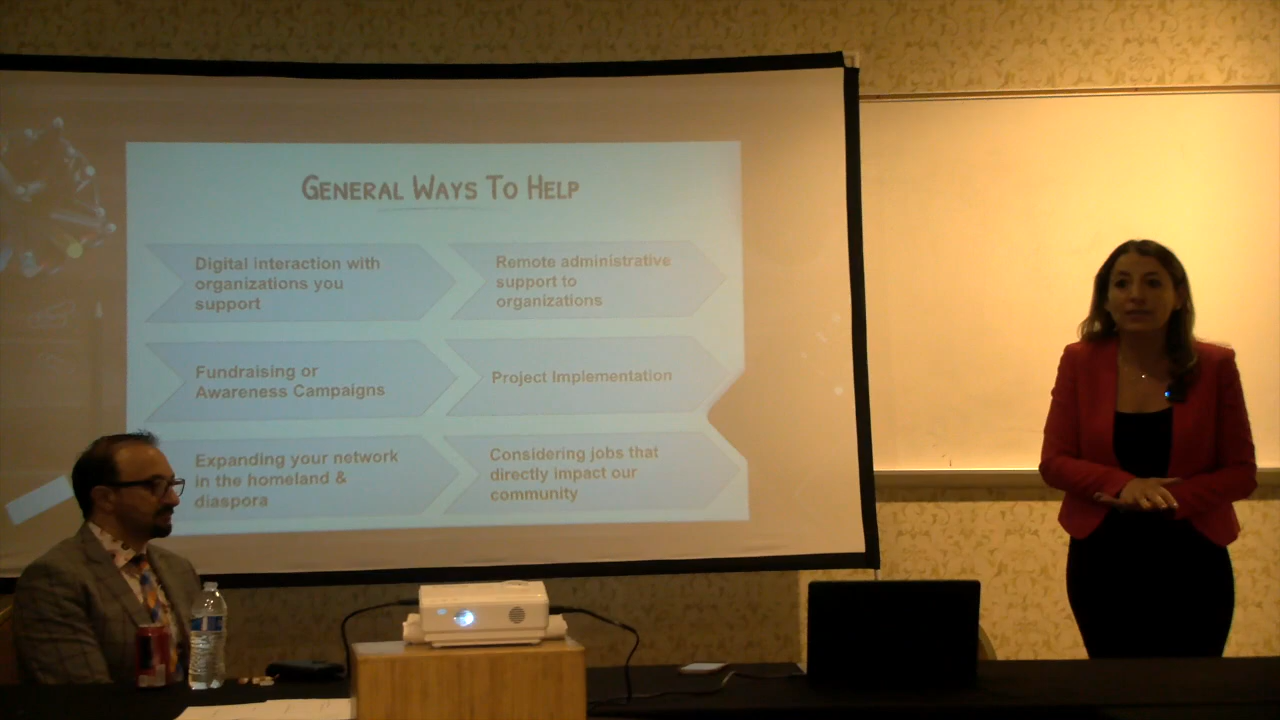 General Ways To Help
Digital interaction with
organizations you
support
Remote administrative
support to
organizations
Fundraising or
Awareness Campaigns
Project Implementation
Expanding your network
in the homeland &
diaspora
Considering jobs that
directly impact our
community